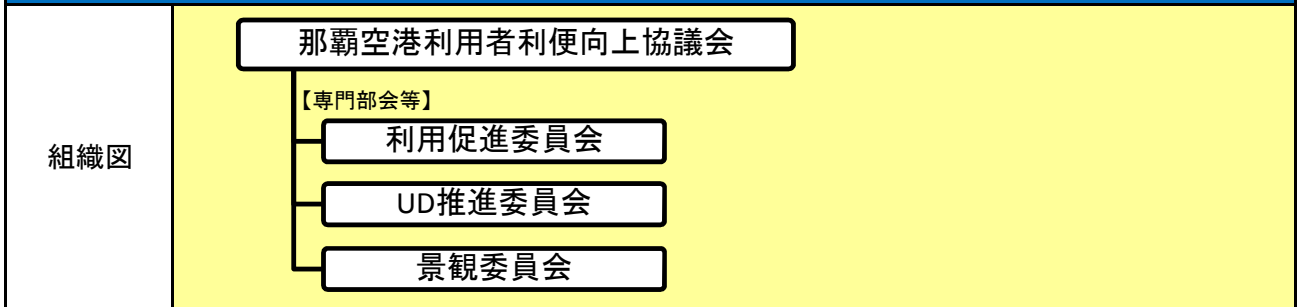 組織図
那覇空港利用者利便向上協議会
【専門部会等】
利用促進委員会
UD推進委員会
景観委員会